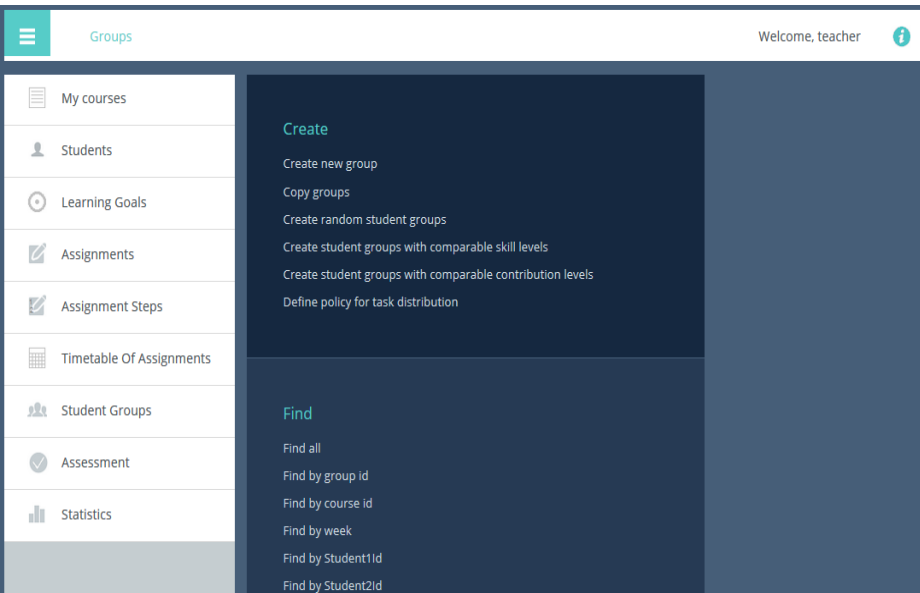 Groups
Welcome, teacher
i
My courses
Students
Learning Goals
Assignments
Assignment Steps
Timetable Of Assignments
Student Groups
Assessment
Statistics
Create
Create new group
Copy groups
Create random student groups
Create student groups with comparable skill levels
Create student groups with comparable contribution levels
Define policy for task distribution
Find
Find all
Find by group id
Find by course id
Find by week
Find by Student1Id
Find by Student2Id